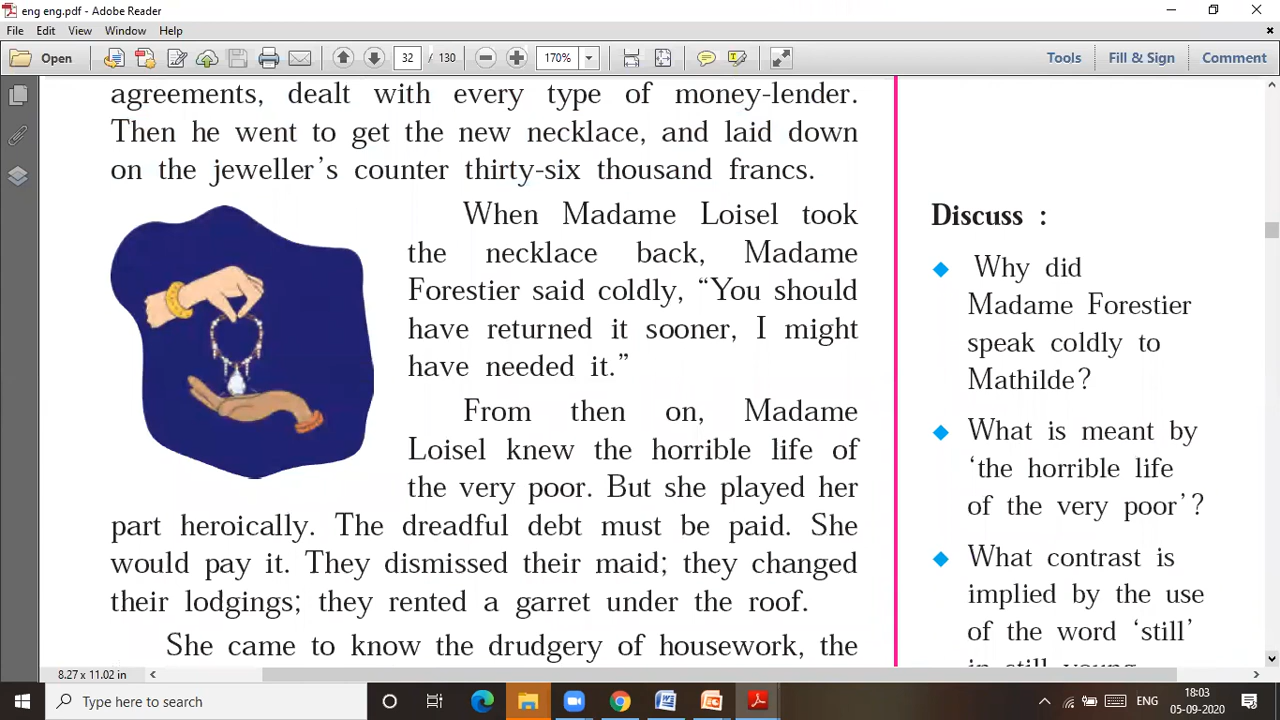 eng eng.pdf - Adobe Reader
File Edit View Window Help
Open 32 / 130 170% Tools Fill & Sign Comment
agreements, dealt with every type of money-lender.
Then he went to get the new necklace, and laid down
on the jeweller's counter thirty-six thousand francs.
When Madame Loisel took
the necklace back, Madame
Forestier said coldly, “You should
have returned it sooner, I might
have needed it.”
From then on, Madame
Loisel knew the horrible life of
the very poor. But she played her
part heroically. The dreadful debt must be paid. She
would pay it. They dismissed their maid; they changed
their lodgings; they rented a garret under the roof.
She came to know the drudgery of housework, the
Discuss :
Why did
Madame Forestier
speak coldly to
Mathilde?
What is meant by
‘the horrible life
of the very poor’?
What contrast is
implied by the use
of the word ‘still’
in still young
8.27 x 11.02 in
Type here to search
ENG
18:03
05-09-2020